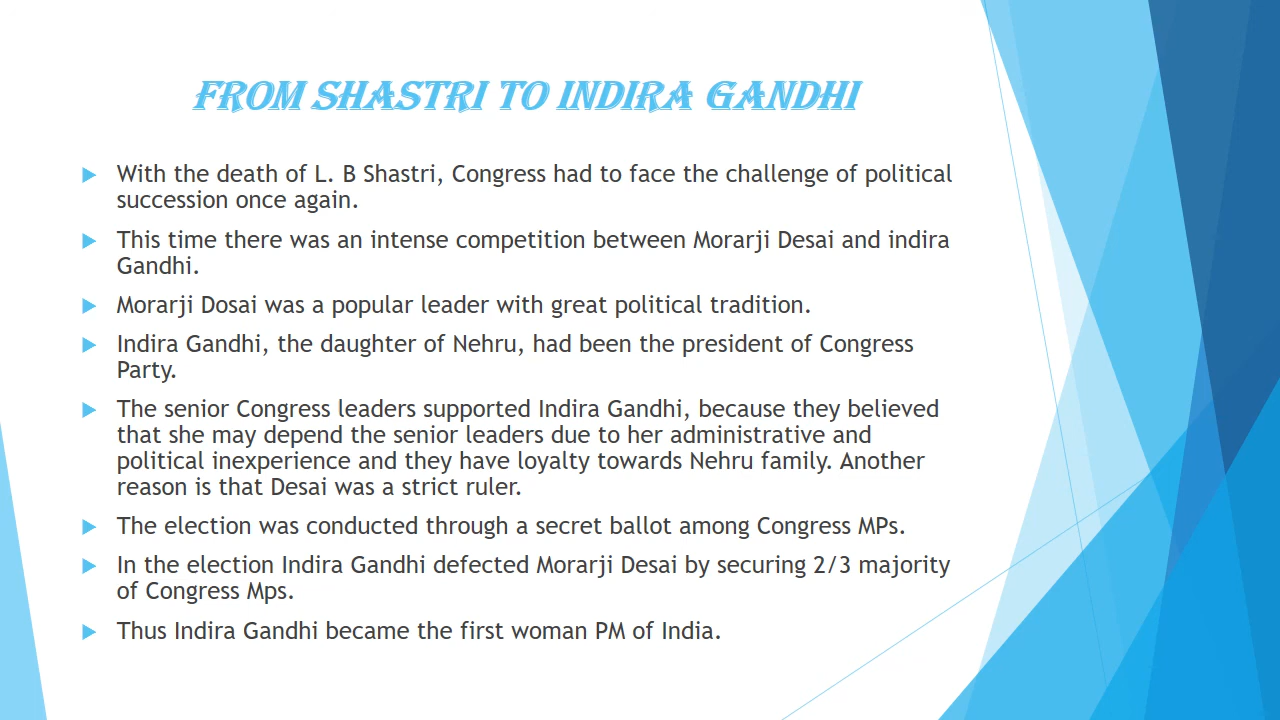 FROM SHASTRI TO INDIRA GANDHI
With the death of L. B Shastri, Congress had to face the challenge of political
succession once again.
This time there was an intense competition between Morarji Desai and indira
Gandhi.
Morarji Dosai was a popular leader with great political tradition.
Indira Gandhi, the daughter of Nehru, had been the president of Congress
Party.
The senior Congress leaders supported Indira Gandhi, because they believed
that she may depend the senior leaders due to her administrative and
political inexperience and they have loyalty towards Nehru family. Another
reason is that Desai was a strict ruler.
The election was conducted through a secret ballot among Congress MPs.
In the election Indira Gandhi defected Morarji Desai by securing 2/3 majority
of Congress Mps.
Thus Indira Gandhi became the first woman PM of India.